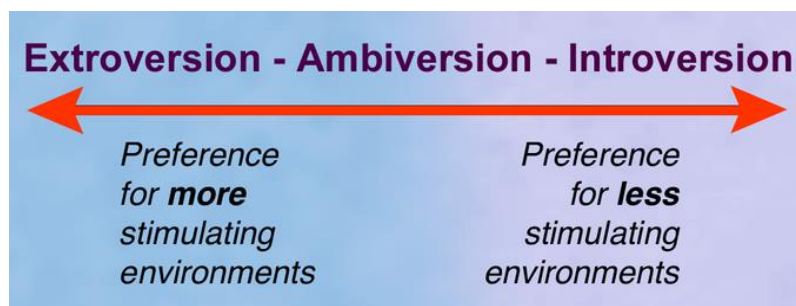 Extroversion - Ambiversion - Introversion
Preference
for more
stimulating
environments
Preference
for less
stimulating
environments